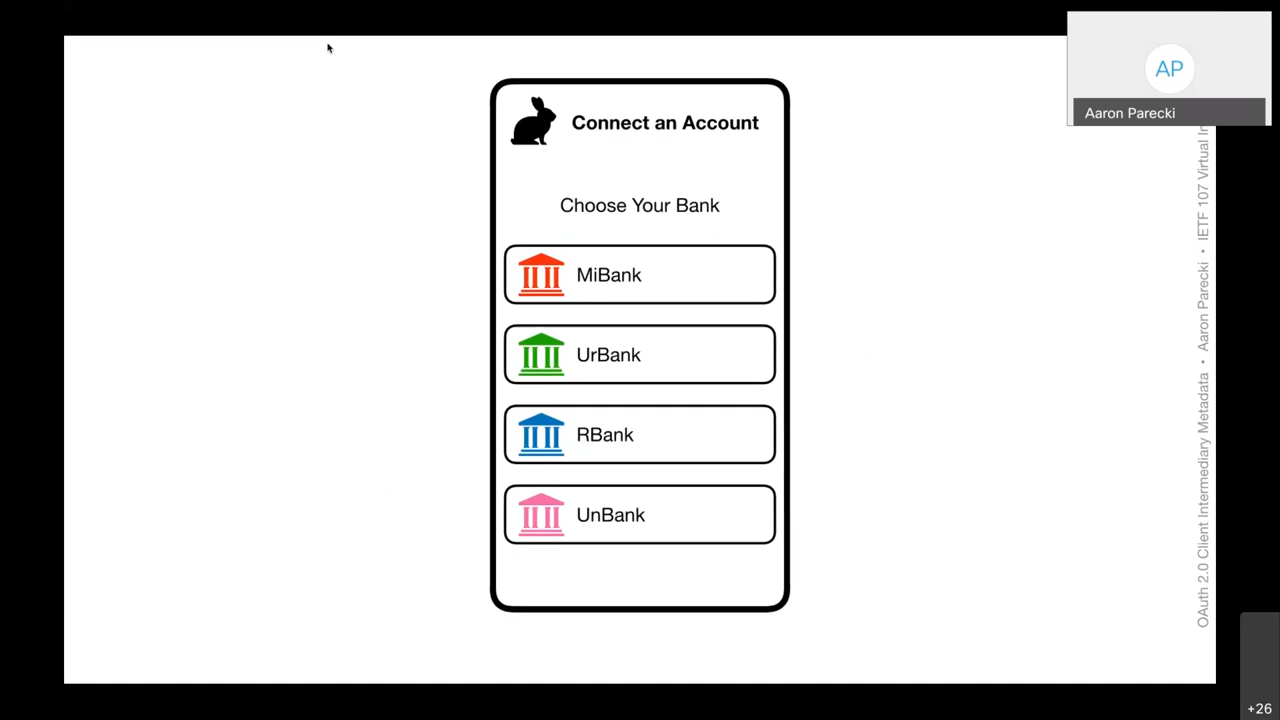 Connect an Account
Choose Your Bank
MiBank
UrBank
RBank
UnBank
AP
Aaron Parecki
OAuth 2.0 Client Intermediary Metadata • Aaron Parecki • IETF 107 Virtual
+26